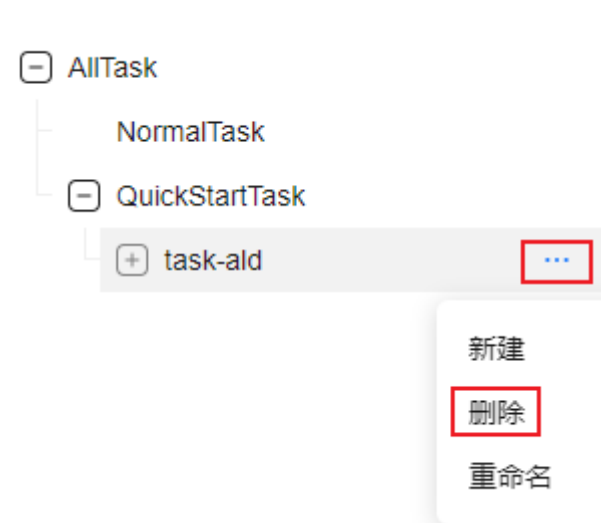 AllTask
NormalTask
QuickStartTask
task-ald
新建
删除
重命名